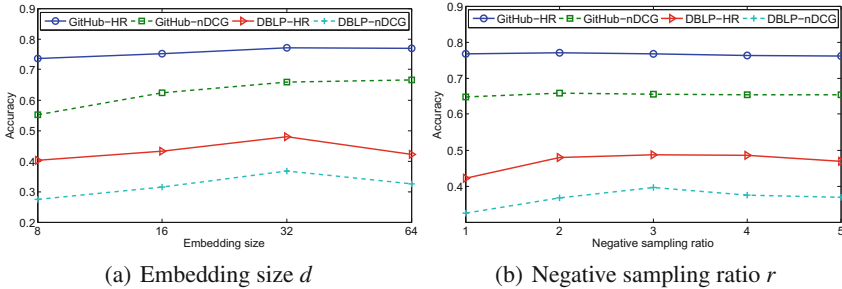 0.9
0.8
0.7
0.6
0.5
0.4
0.3
0.2
Accuracy
GitHub−HR GitHub−nDCG DBLP−HR DBLP−nDCG
8 16 32 64
Embedding size
(a) Embedding size d
0.9
0.8
0.7
0.6
0.5
0.4
Accuracy
GitHub−HR GitHub−nDCG DBLP−HR DBLP−nDCG
1 2 3 4 5
Negative sampling ratio
(b) Negative sampling ratio r